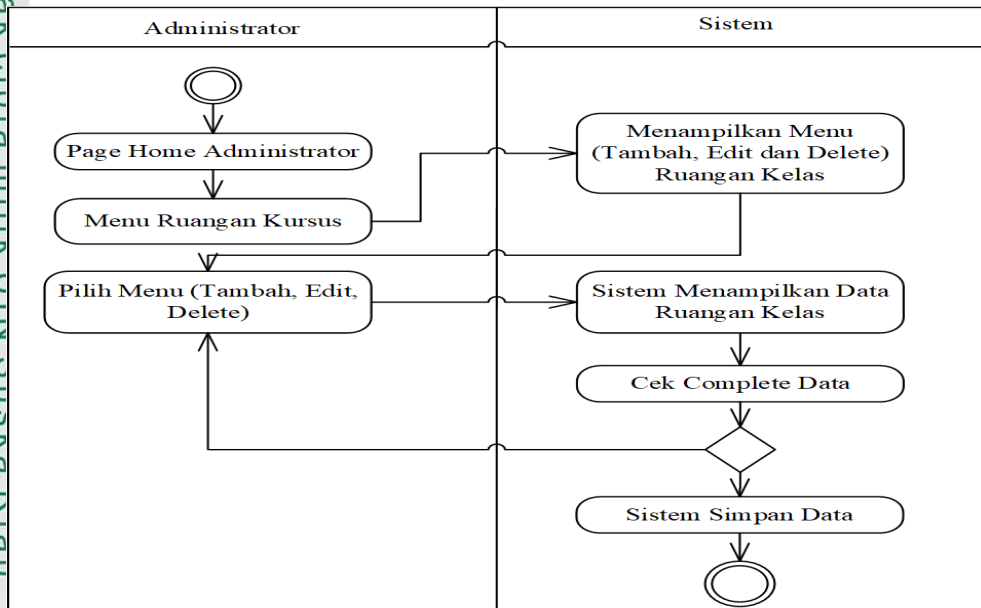 Administrator
Sistem
Page Home Administrator
Menu Ruangan Kursus
Menampilkan Menu
(Tambah, Edit dan Delete)
Ruangan Kelas
Pilih Menu (Tambah, Edit,
Delete)
Sistem Menampilkan Data
Ruangan Kelas
Cek Complete Data
Sistem Simpan Data